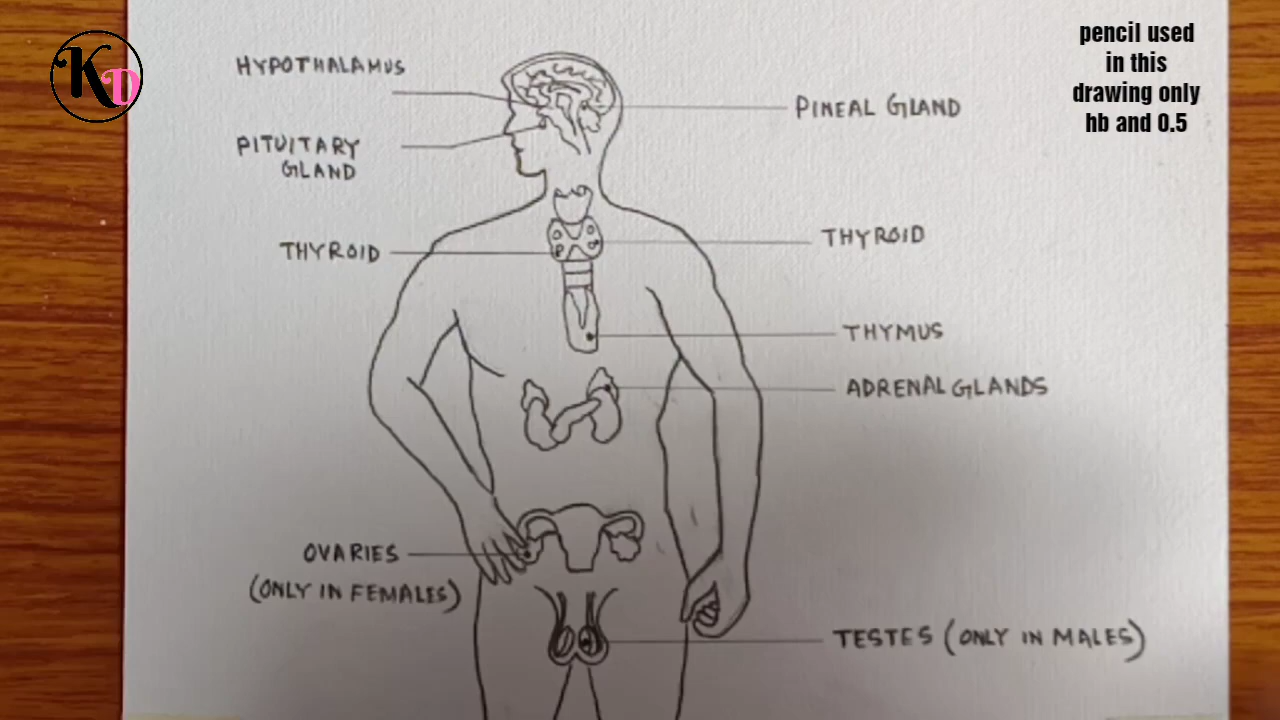 KD
pencil used
in this
drawing only
hb and 0.5
HYPOTHALAMUS
PINEAL GLAND
PITUITARY
GLAND
THYROID
THYROID
THYMUS
ADRENAL GLANDS
OVARIES
(ONLY IN FEMALES)
TESTES (ONLY IN MALES)